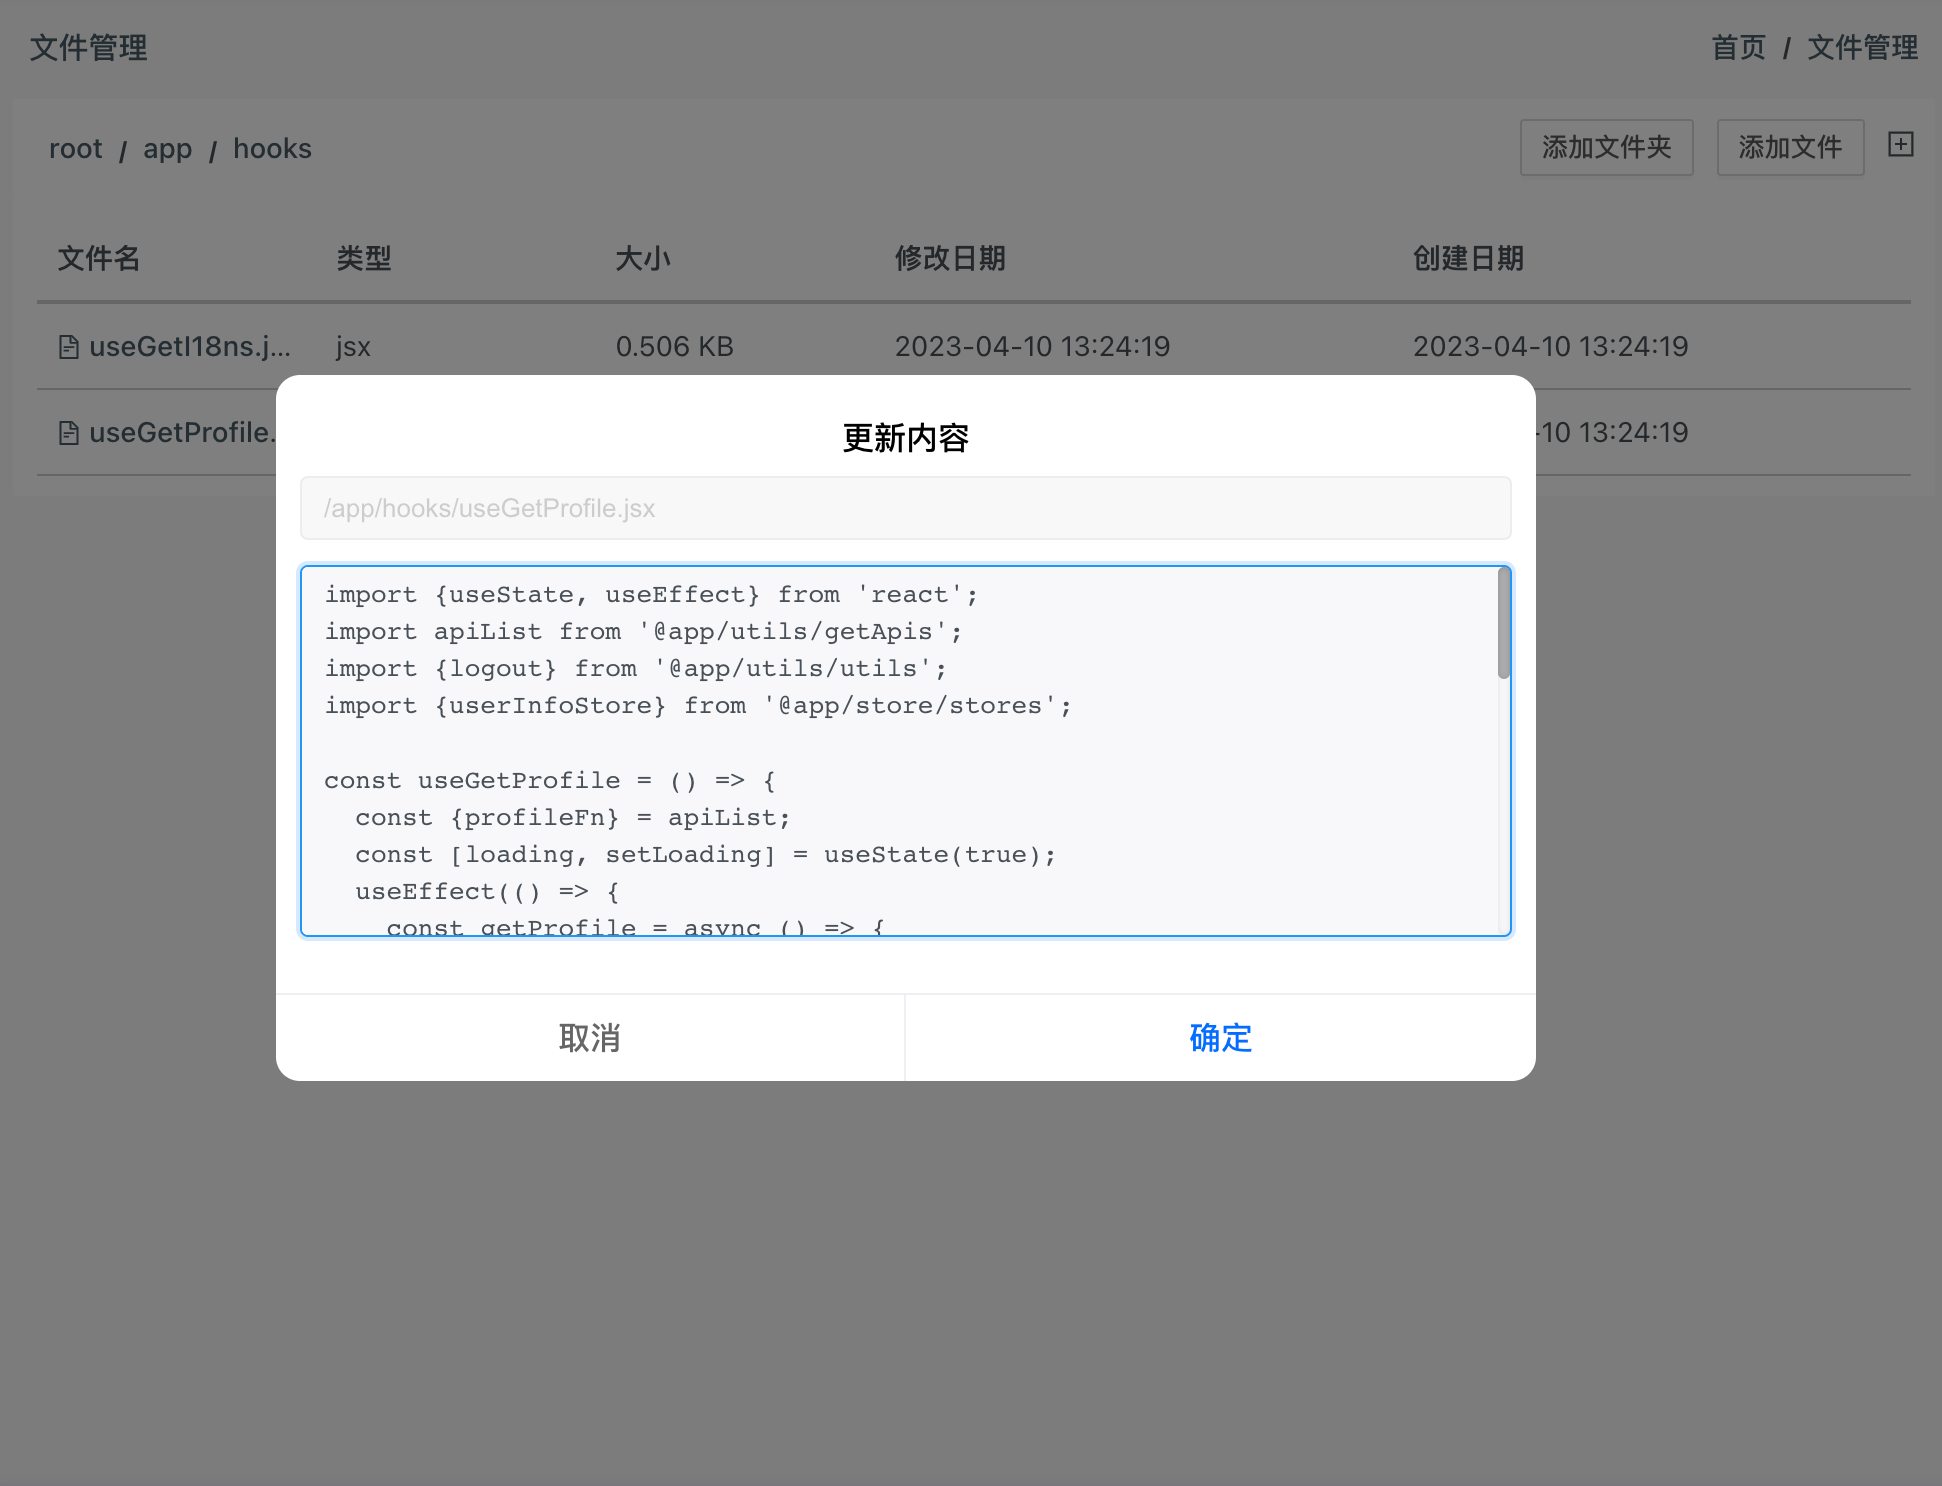 文件管理
首页 / 文件管理
root / app / hooks
添加文件夹
添加文件
文件名 类型 大小 修改日期 创建日期
useGetI18ns.j... jsx 0.506 KB 2023-04-10 13:24:19 2023-04-10 13:24:19
useGetProfile. -10 13:24:19
更新内容
/app/hooks/useGetProfile.jsx
import {useState, useEffect} from 'react';
import apiList from '@app/utils/getApis';
import {logout} from '@app/utils/utils';
import {userInfoStore} from '@app/store/stores';
const useGetProfile = () => {
const {profileFn} = apiList;
const [loading, setLoading] = useState(true);
useEffect(() => {
const getProfile = async () => {
取消
确定